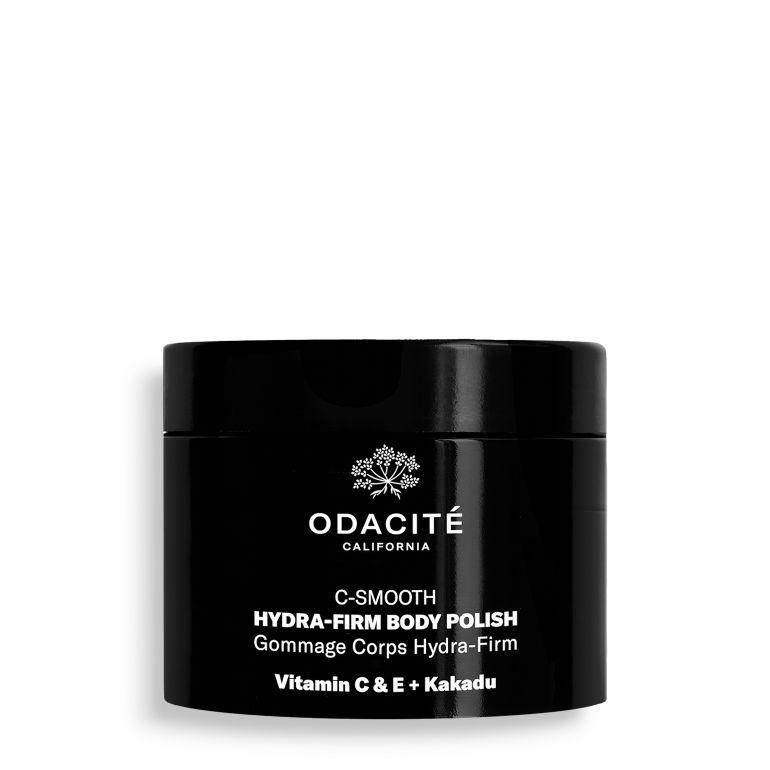 ODACITÉ
CALIFORNIA
C-SMOOTH
HYDRA-FIRM BODY POLISH
Gommage Corps Hydra-Firm
Vitamin C & E + Kakadu